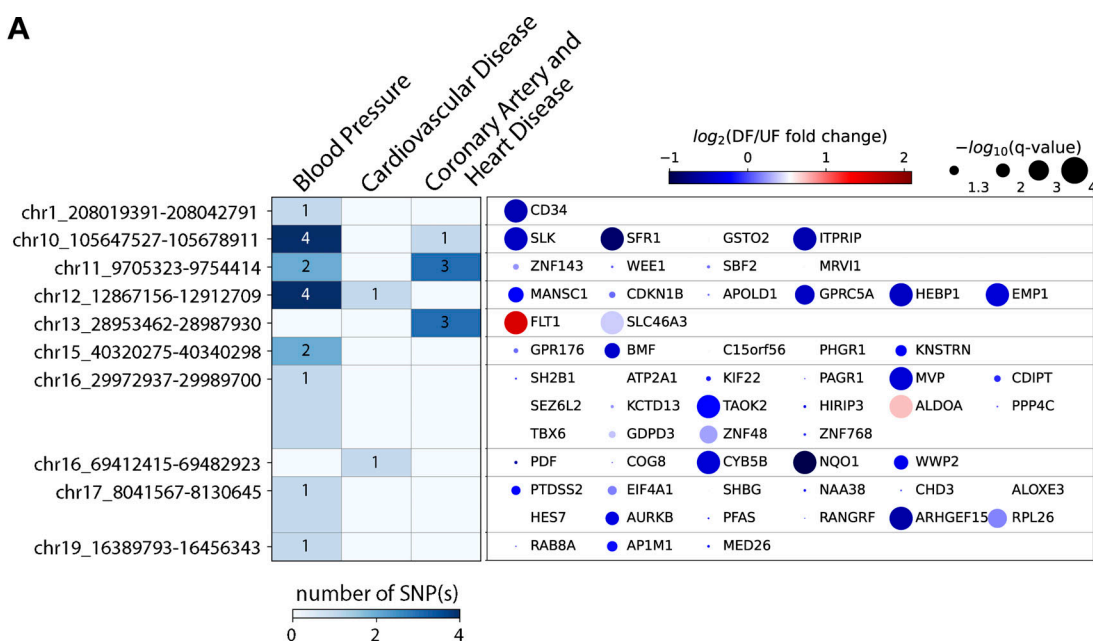 A
Blood Pressure
Cardiovascular Disease
Coronary Artery and
Heart Disease
log2(DF/UF fold change)
−1 0 1 2
−log10(q-value)
1.3 2 3 4
chr1_208019391-208042791 1 CD34
chr10_105647527-105678911 4 1 SLK SFR1 GSTO2 ITPRIP
chr11_9705323-9754414 2 3 ZNF143 WEE1 SBF2 MRVI1
chr12_12867156-12912709 4 1 MANSC1 CDKN1B APOLD1 GPRC5A HEBP1 EMP1
chr13_28953462-28987930 3 FLT1 SLC46A3
chr15_40320275-40340298 2 GPR176 BMF C15orf56 PHGR1 KNSTRN
chr16_29972937-29989700 1 SH2B1 ATP2A1 KIF22 PAGR1 MVP CDIPT
SEZ6L2 KCTD13 TAOK2 HIRIP3 ALDOA PPP4C
TBX6 GDPD3 ZNF48 ZNF768
chr16_69412415-69482923 1 PDF COG8 CYB5B NQO1 WWP2
chr17_8041567-8130645 1 PTDSS2 EIF4A1 SHBG NAA38 CHD3 ALOXE3
HES7 AURKB PFAS RANGRF ARHGEF15 RPL26
chr19_16389793-16456343 1 RAB8A AP1M1 MED26
number of SNP(s)
0 2 4